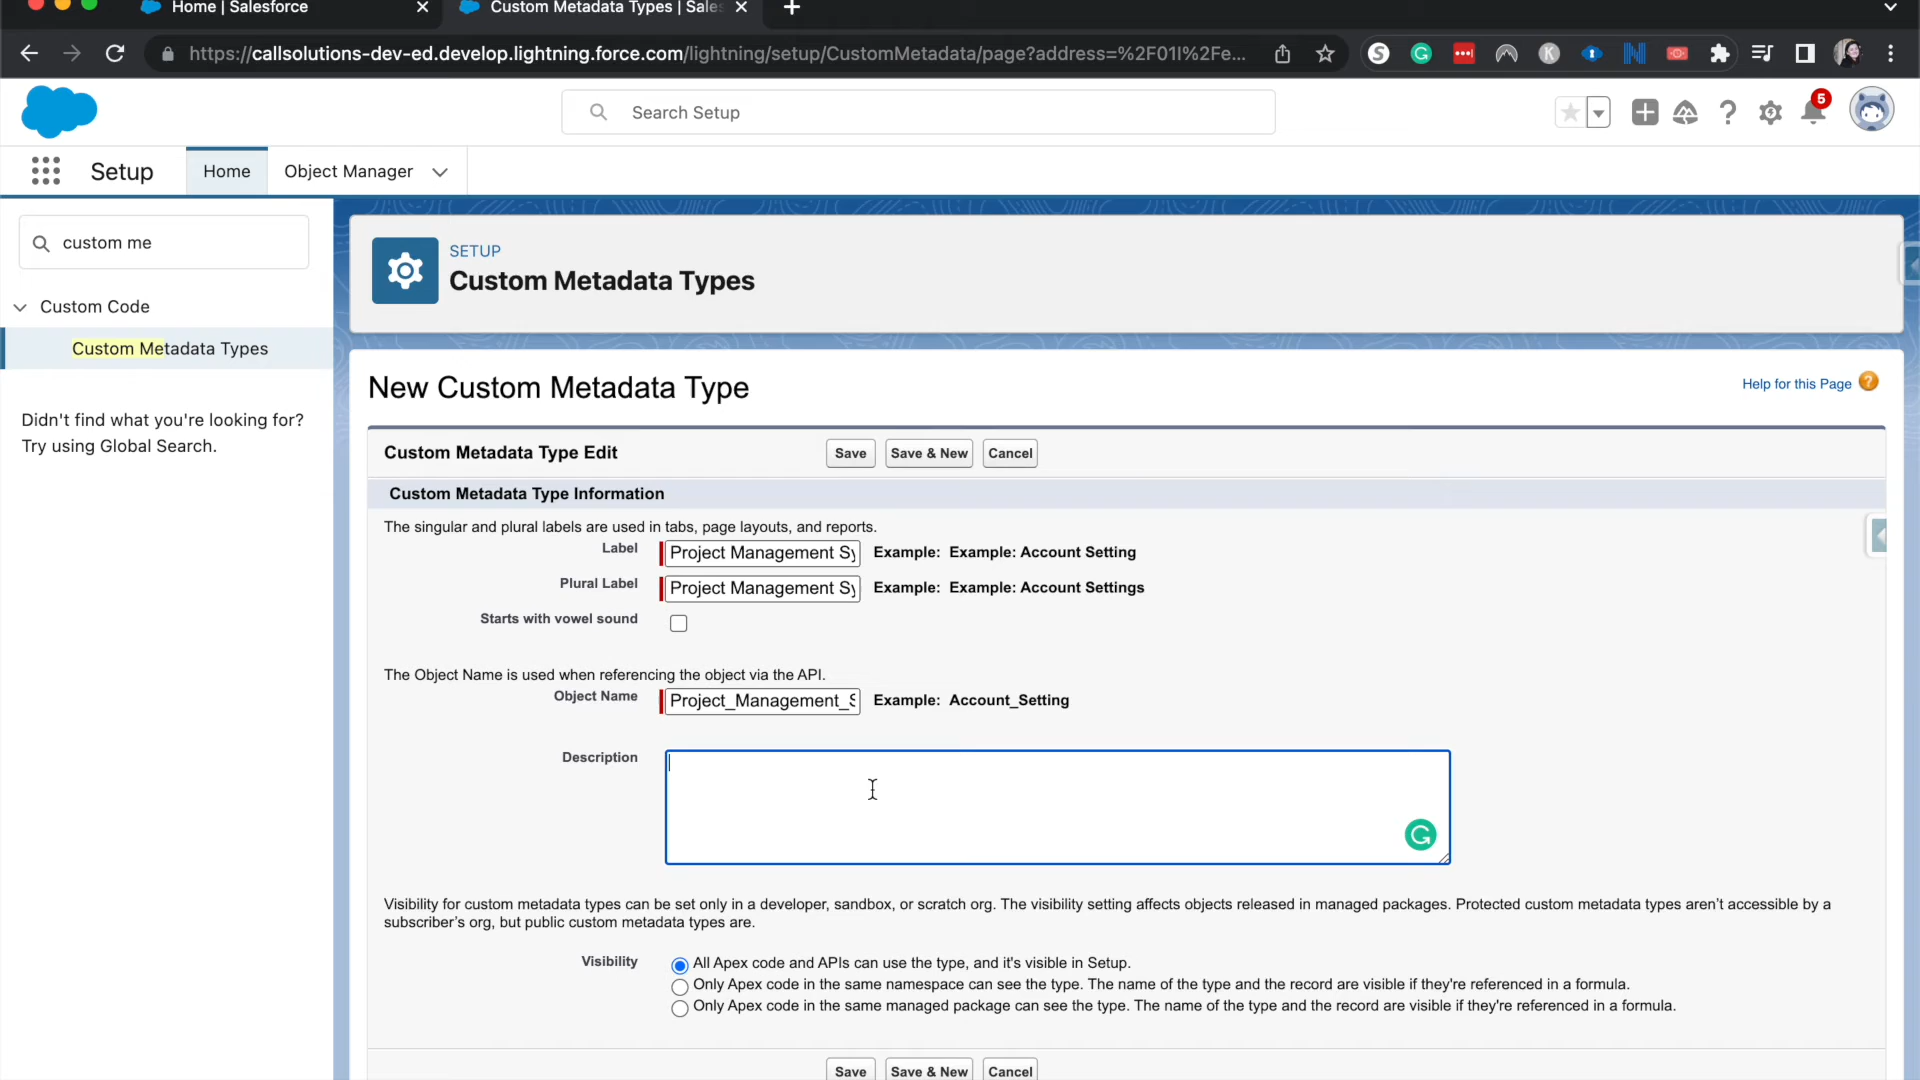 Home | Salesforce
Custom Metadata Types | Sales
https://callsolutions-dev-ed.develop.lightning.force.com/lightning/setup/CustomMetadata/page?address=%2F01I%2Fe...
Search Setup
5
Setup
Home
Object Manager
custom me
Custom Code
Custom Metadata Types
Didn't find what you're looking for?
Try using Global Search.
SETUP
Custom Metadata Types
New Custom Metadata Type
Help for this Page
Custom Metadata Type Edit
Save
Save & New
Cancel
Custom Metadata Type Information
The singular and plural labels are used in tabs, page layouts, and reports.
Label
Project Management Sy
Example: Example: Account Setting
Plural Label
Project Management Sy
Example: Example: Account Settings
Starts with vowel sound
The Object Name is used when referencing the object via the API.
Object Name
Project_Management_S
Example: Account_Setting
Description
Visibility for custom metadata types can be set only in a developer, sandbox, or scratch org. The visibility setting affects objects released in managed packages. Protected custom metadata types aren't accessible by a
subscriber's org, but public custom metadata types are.
Visibility
All Apex code and APIs can use the type, and it's visible in Setup.
Only Apex code in the same namespace can see the type. The name of the type and the record are visible if they're referenced in a formula.
Only Apex code in the same managed package can see the type. The name of the type and the record are visible if they're referenced in a formula.
Save
Save & New
Cancel